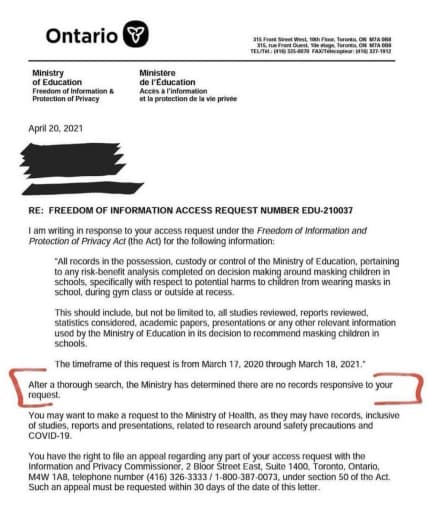 Ontario
315 Front Street West, 10th Floor, Toronto, ON M7A 0B8
315, rue Front Ouest, 10e étage, Toronto, ON M7A 0B8
TEL/Tél.: (416) 325-8070 FAX/Télécopieur: (416) 327-1912
Ministry Ministère
of Education de l'Éducation
Freedom of Information & Accès à l'information
Protection of Privacy et la protection de la vie privée
April 20, 2021
RE: FREEDOM OF INFORMATION ACCESS REQUEST NUMBER EDU-210037
I am writing in response to your access request under the Freedom of Information and
Protection of Privacy Act (the Act) for the following information:
"All records in the possession, custody or control of the Ministry of Education, pertaining
to any risk-benefit analysis completed on decision making around masking children in
schools, specifically with respect to potential harms to children from wearing masks in
school, during gym class or outside at recess.
This should include, but not be limited to, all studies reviewed, reports reviewed,
statistics considered, academic papers, presentations or any other relevant information
used by the Ministry of Education in its decision to recommend masking children in
schools.
The timeframe of this request is from March 17, 2020 through March 18, 2021."
After a thorough search, the Ministry has determined there are no records responsive to your
request.
You may want to make a request to the Ministry of Health, as they may have records, inclusive
of studies, reports and presentations, related to research around safety precautions and
COVID-19.
You have the right to file an appeal regarding any part of your access request with the
Information and Privacy Commissioner, 2 Bloor Street East, Suite 1400, Toronto, Ontario,
M4W 1A8, telephone number (416) 326-3333 / 1-800-387-0073, under section 50 of the Act.
Such an appeal must be requested within 30 days of the date of this letter.